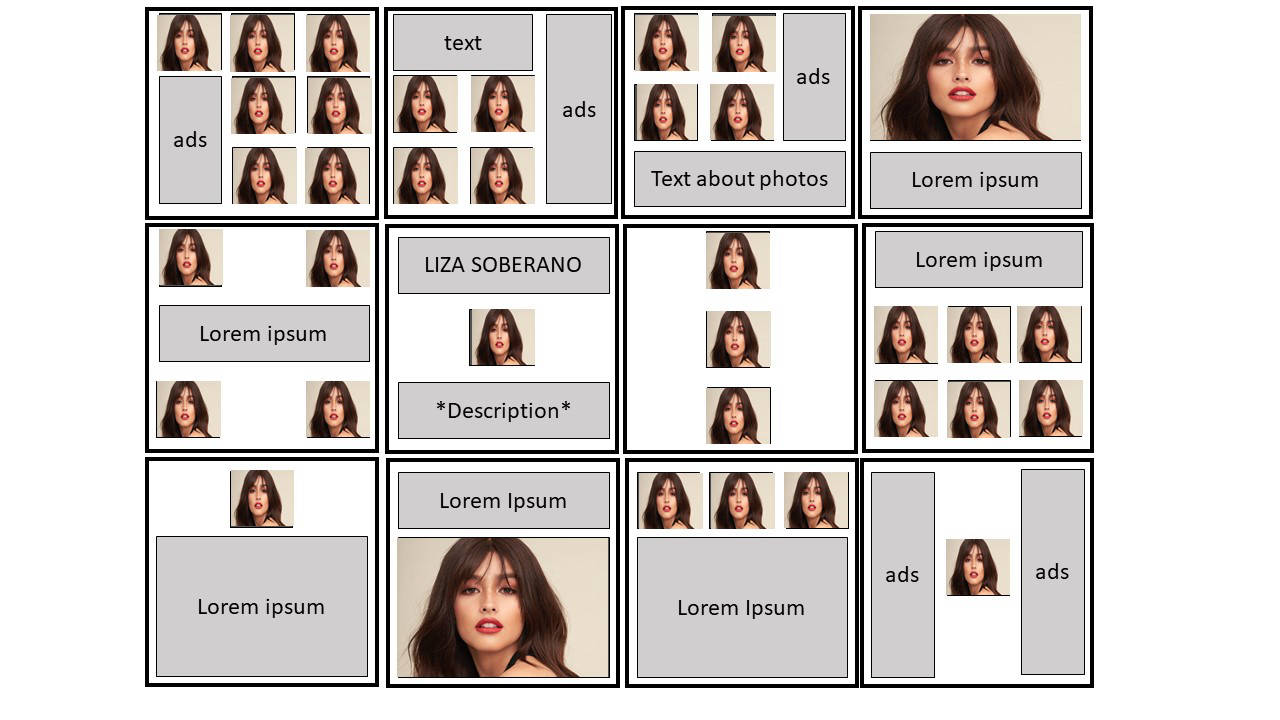 ads
text
ads
ads
Text about photos
Lorem ipsum
Lorem ipsum
LIZA SOBERANO
*Description*
Lorem ipsum
Lorem ipsum
Lorem Ipsum
Lorem Ipsum
ads
ads